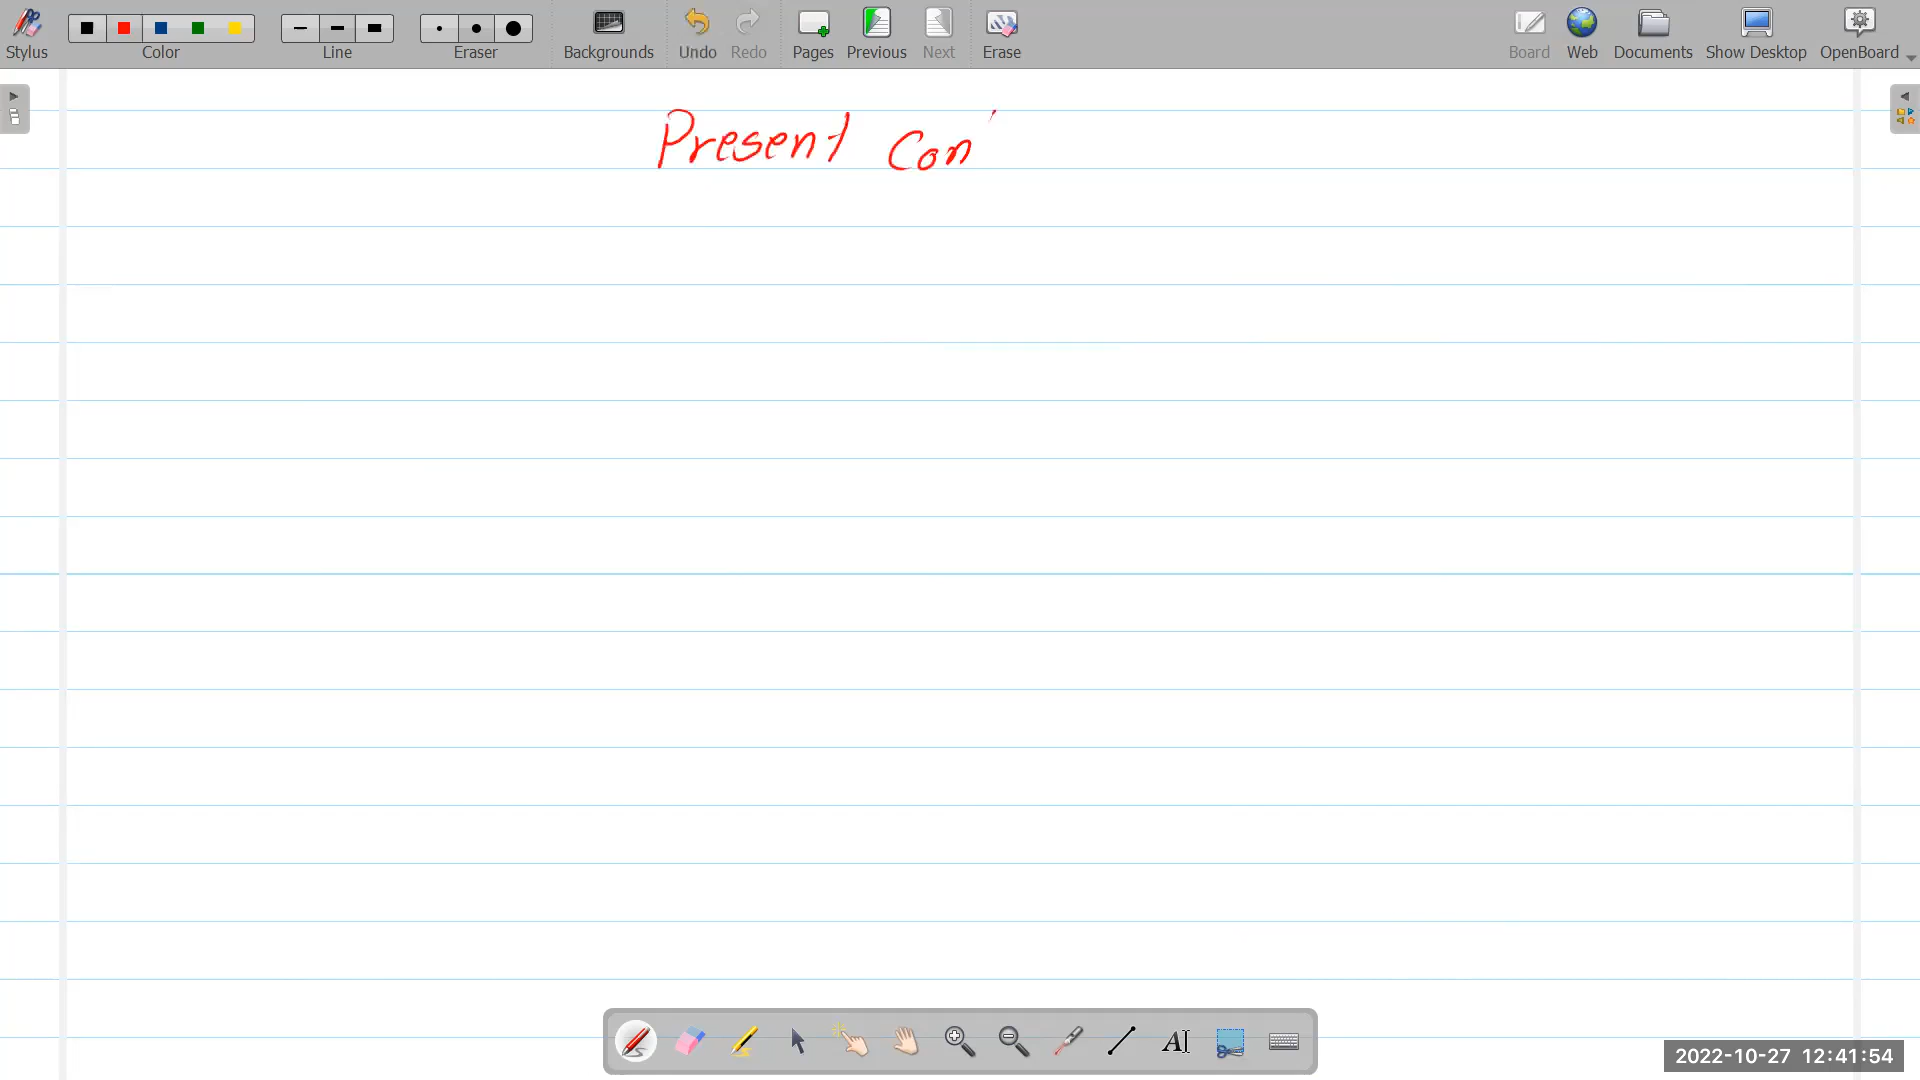 Stylus Color Line Eraser Backgrounds Undo Redo Pages Previous Next Erase Board Web Documents Show Desktop OpenBoard
Present Con
AI
2022-10-27 12:41:54